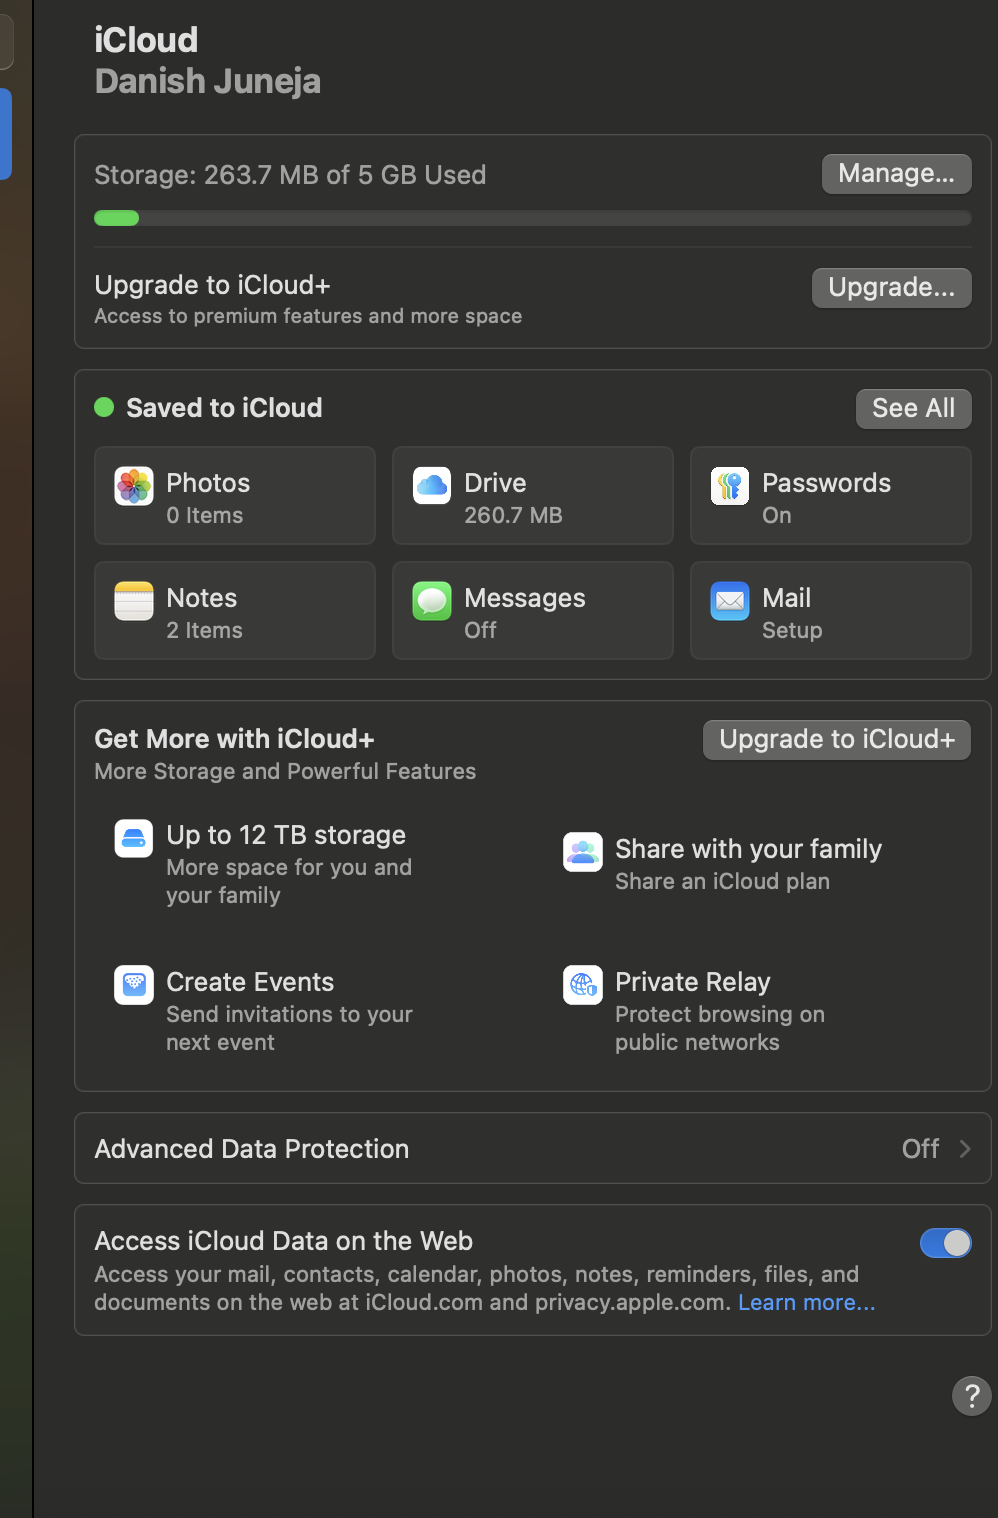 iCloud
Danish Juneja
Storage: 263.7 MB of 5 GB Used
Manage...
Upgrade to iCloud+
Access to premium features and more space
Upgrade...
Saved to iCloud
See All
Photos
0 Items
Drive
260.7 MB
Passwords
On
Notes
2 Items
Messages
Off
Mail
Setup
Get More with iCloud+
More Storage and Powerful Features
Upgrade to iCloud+
Up to 12 TB storage
More space for you and
your family
Share with your family
Share an iCloud plan
Create Events
Send invitations to your
next event
Private Relay
Protect browsing on
public networks
Advanced Data Protection
Off
Access iCloud Data on the Web
Access your mail, contacts, calendar, photos, notes, reminders, files, and
documents on the web at iCloud.com and privacy.apple.com. Learn more...
?